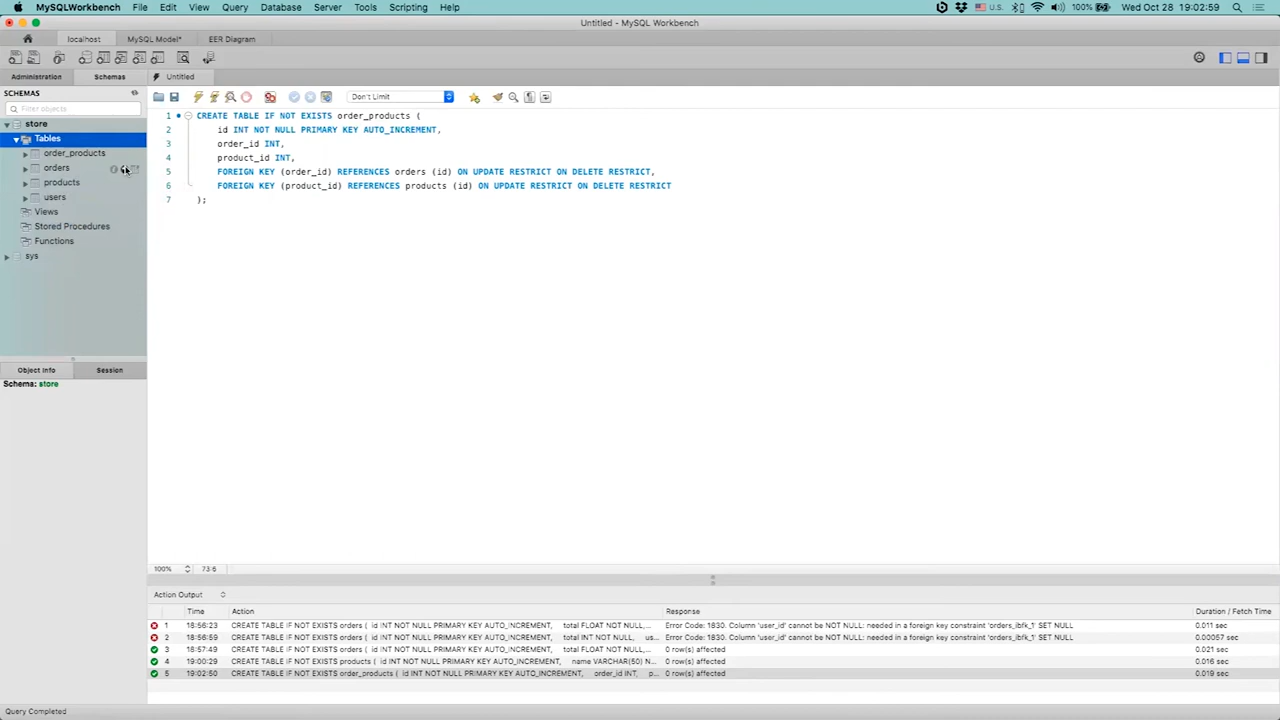 MySQLWorkbench File Edit View Query Database Server Tools Scripting Help U.S. 100% Wed Oct 28 19:02:59
Untitled - MySQL Workbench
localhost MySQL Model* EER Diagram
Administration Schemas Untitled
SCHEMAS
Don't Limit
Filter objects
store
Tables
order_products
orders
products
users
Views
Stored Procedures
Functions
sys
1 CREATE TABLE IF NOT EXISTS order_products (
2 id INT NOT NULL PRIMARY KEY AUTO_INCREMENT,
3 order_id INT,
4 product_id INT,
5 FOREIGN KEY (order_id) REFERENCES orders (id) ON UPDATE RESTRICT ON DELETE RESTRICT,
6 FOREIGN KEY (product_id) REFERENCES products (id) ON UPDATE RESTRICT ON DELETE RESTRICT
7 );
Object Info Session
Schema: store
100% 73:6
Action Output
Time Action Response Duration / Fetch Time
1 18:56:23 CREATE TABLE IF NOT EXISTS orders ( id INT NOT NULL PRIMARY KEY AUTO_INCREMENT, total FLOAT NOT NULL,... Error Code: 1830. Column 'user_id' cannot be NOT NULL: needed in a foreign key constraint 'orders_ibfk_1' SET NULL 0.011 sec
2 18:56:59 CREATE TABLE IF NOT EXISTS orders ( id INT NOT NULL PRIMARY KEY AUTO_INCREMENT, total INT NOT NULL, us... Error Code: 1830. Column 'user_id' cannot be NOT NULL: needed in a foreign key constraint 'orders_ibfk_1' SET NULL 0.00057 sec
3 18:57:49 CREATE TABLE IF NOT EXISTS orders ( id INT NOT NULL PRIMARY KEY AUTO_INCREMENT, total FLOAT NOT NULL,... 0 row(s) affected 0.021 sec
4 19:00:29 CREATE TABLE IF NOT EXISTS products ( id INT NOT NULL PRIMARY KEY AUTO_INCREMENT, name VARCHAR(50) N... 0 row(s) affected 0.016 sec
5 19:02:50 CREATE TABLE IF NOT EXISTS order_products ( id INT NOT NULL PRIMARY KEY AUTO_INCREMENT, order_id INT, p... 0 row(s) affected 0.019 sec
Query Completed